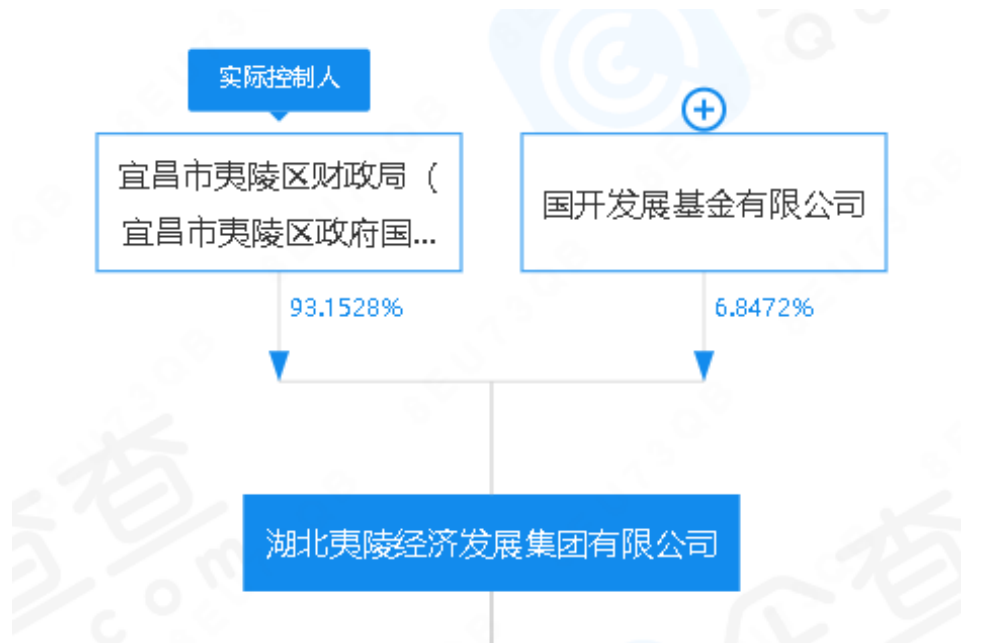 实际控制人
宜昌市夷陵区财政局（
宜昌市夷陵区政府国...
国开发展基金有限公司
93.1528%
6.8472%
湖北夷陵经济发展集团有限公司